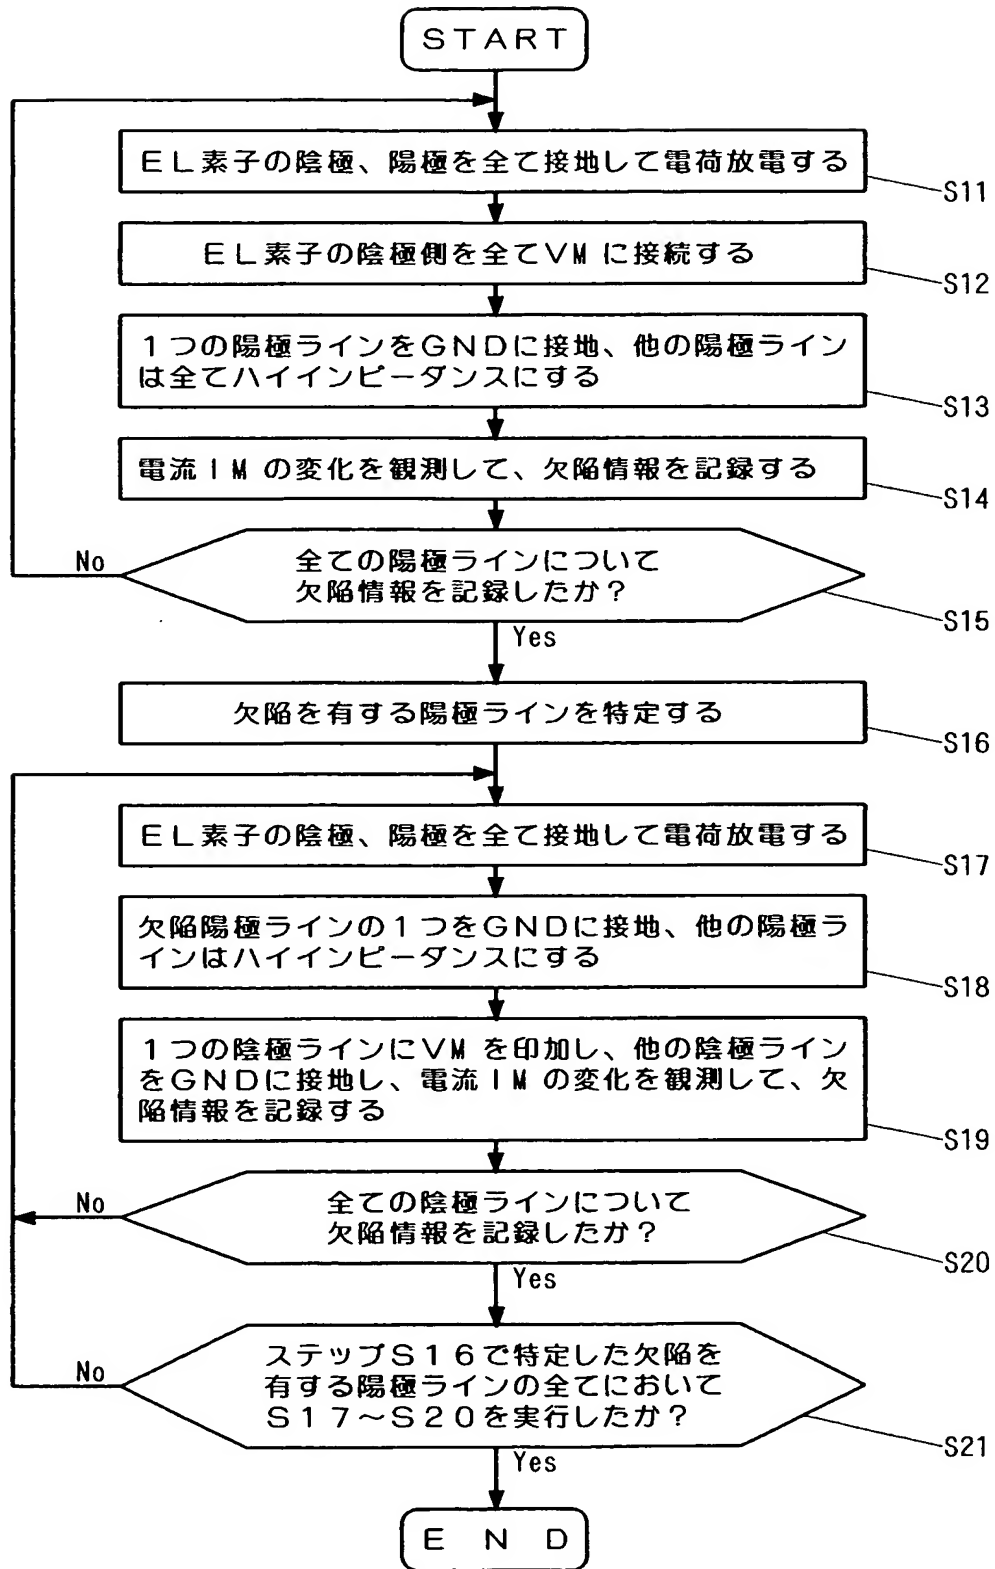 START
EL素子の陰極、陽極を全て接地して電荷放電する
S11
EL素子の陰極側を全てVMに接続する
S12
1つの陽極ラインをGNDに接地、他の陽極ライン
は全てハイインピーダンスにする
S13
電流IMの変化を観測して、欠陥情報を記録する
S14
No
全ての陽極ラインについて
欠陥情報を記録したか?
S15
Yes
欠陥を有する陽極ラインを特定する
S16
EL素子の陰極、陽極を全て接地して電荷放電する
S17
欠陥陽極ラインの1つをGNDに接地、他の陽極ラ
インはハイインピーダンスにする
S18
1つの陰極ラインにVMを印加し、他の陰極ライン
をGNDに接地し、電流IMの変化を観測して、欠
陥情報を記録する
S19
No
全ての陰極ラインについて
欠陥情報を記録したか?
S20
Yes
No
ステップS16で特定した欠陥を
有する陽極ラインの全てにおいて
S17~S20を実行したか?
S21
Yes
END